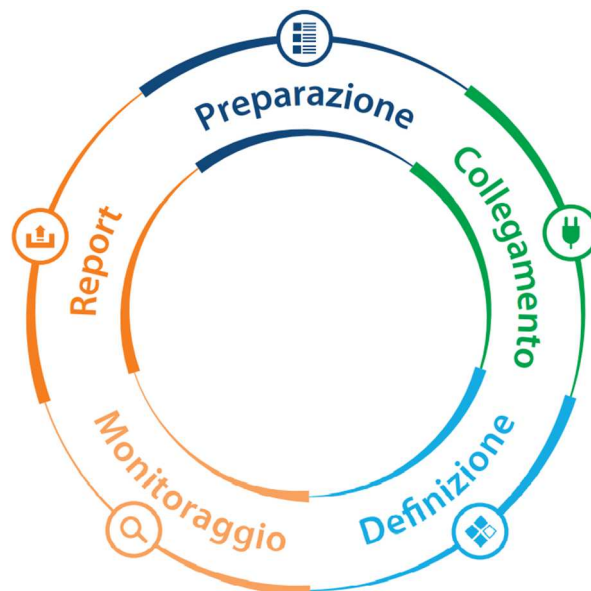 Preparazione
Collegamento
Definizione
Monitoraggio
Report